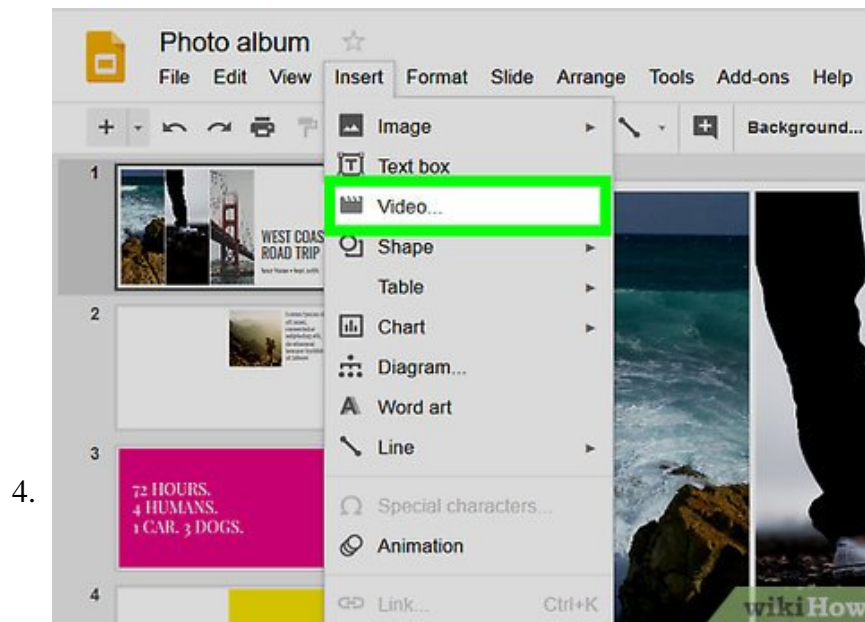 Photo album
File Edit View Insert Format Slide Arrange Tools Add-ons Help
Image
Background...
1
Text box
Video...
WEST COAS
ROAD TRIP
Shape
Table
2
Chart
Diagram...
Word art
3
Line
4.
72 HOURS.
4 HUMANS.
1 CAR. 3 DOGS.
Special characters...
Animation
4
Link... Ctrl+K
wikiHow